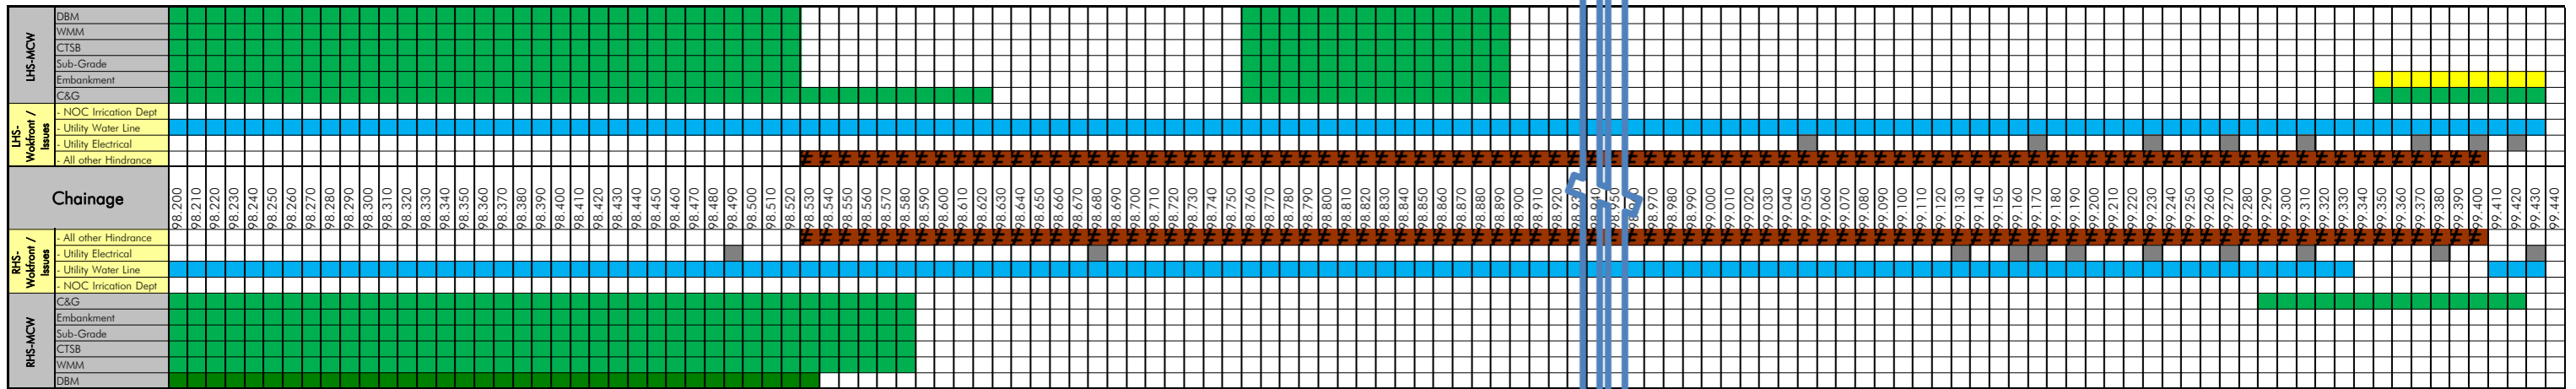 LHS-MCW
DBM
WMM
CTSB
Sub-Grade
Embankment
C&G
LHS-
Wokfront /
Issues
- NOC Irrication Dept
- Utility Water Line
- Utility Electrical
- All other Hindrance
Chainage
98.200 98.210 98.220 98.230 98.240 98.250 98.260 98.270 98.280 98.290 98.300 98.310 98.320 98.330 98.340 98.350 98.360 98.370 98.380 98.390 98.400 98.410 98.420 98.430 98.440 98.450 98.460 98.470 98.480 98.490 98.500 98.510 98.520 98.530 98.540 98.550 98.560 98.570 98.580 98.590 98.600 98.610 98.620 98.630 98.640 98.650 98.660 98.670 98.680 98.690 98.700 98.710 98.720 98.730 98.740 98.750 98.760 98.770 98.780 98.790 98.800 98.810 98.820 98.830 98.840 98.850 98.860 98.870 98.880 98.890 98.900 98.910 98.920 98.970 98.980 98.990 99.000 99.010 99.020 99.030 99.040 99.050 99.060 99.070 99.080 99.090 99.100 99.110 99.120 99.130 99.140 99.150 99.160 99.170 99.180 99.190 99.200 99.210 99.220 99.230 99.240 99.250 99.260 99.270 99.280 99.290 99.300 99.310 99.320 99.330 99.340 99.350 99.360 99.370 99.380 99.390 99.400 99.410 99.420 99.430 99.440
RHS-
Wokfront /
Issues
- All other Hindrance
- Utility Electrical
- Utility Water Line
- NOC Irrication Dept
RHS-MCW
C&G
Embankment
Sub-Grade
CTSB
WMM
DBM